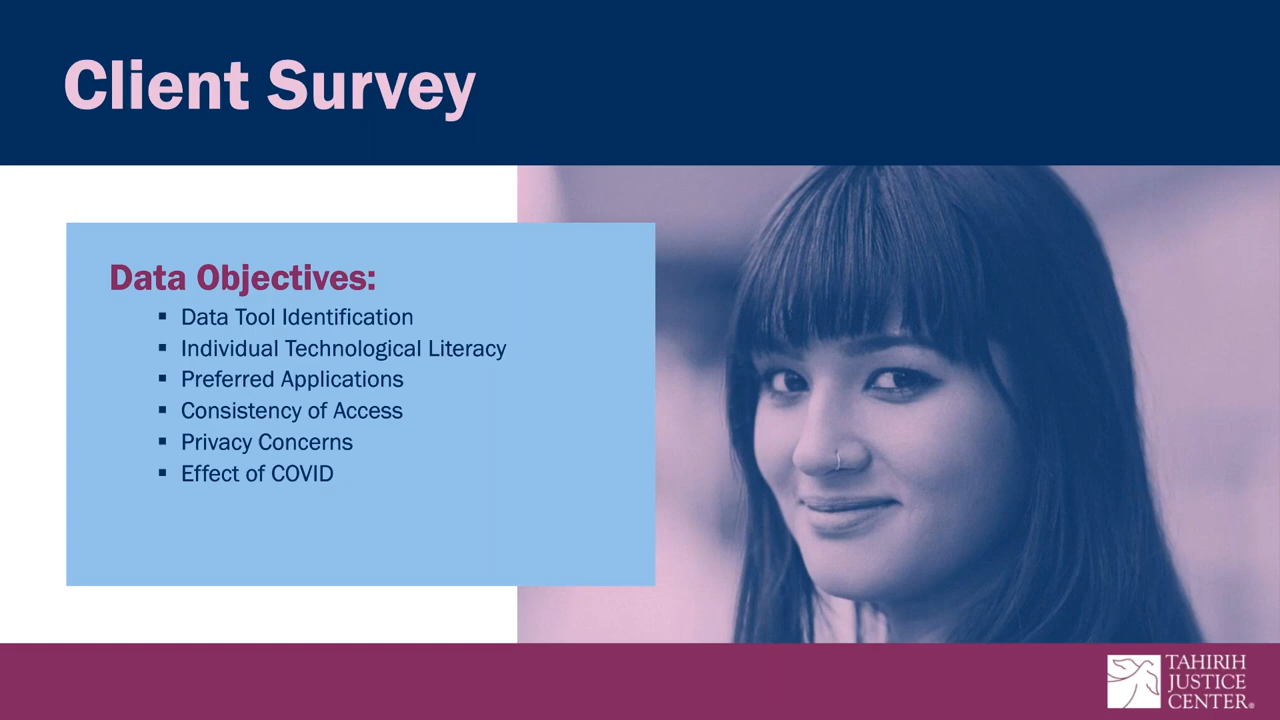 Client Survey
Data Objectives:
▪ Data Tool Identification
▪ Individual Technological Literacy
▪ Preferred Applications
▪ Consistency of Access
▪ Privacy Concerns
▪ Effect of COVID
TAHIRIH
JUSTICE
CENTER®